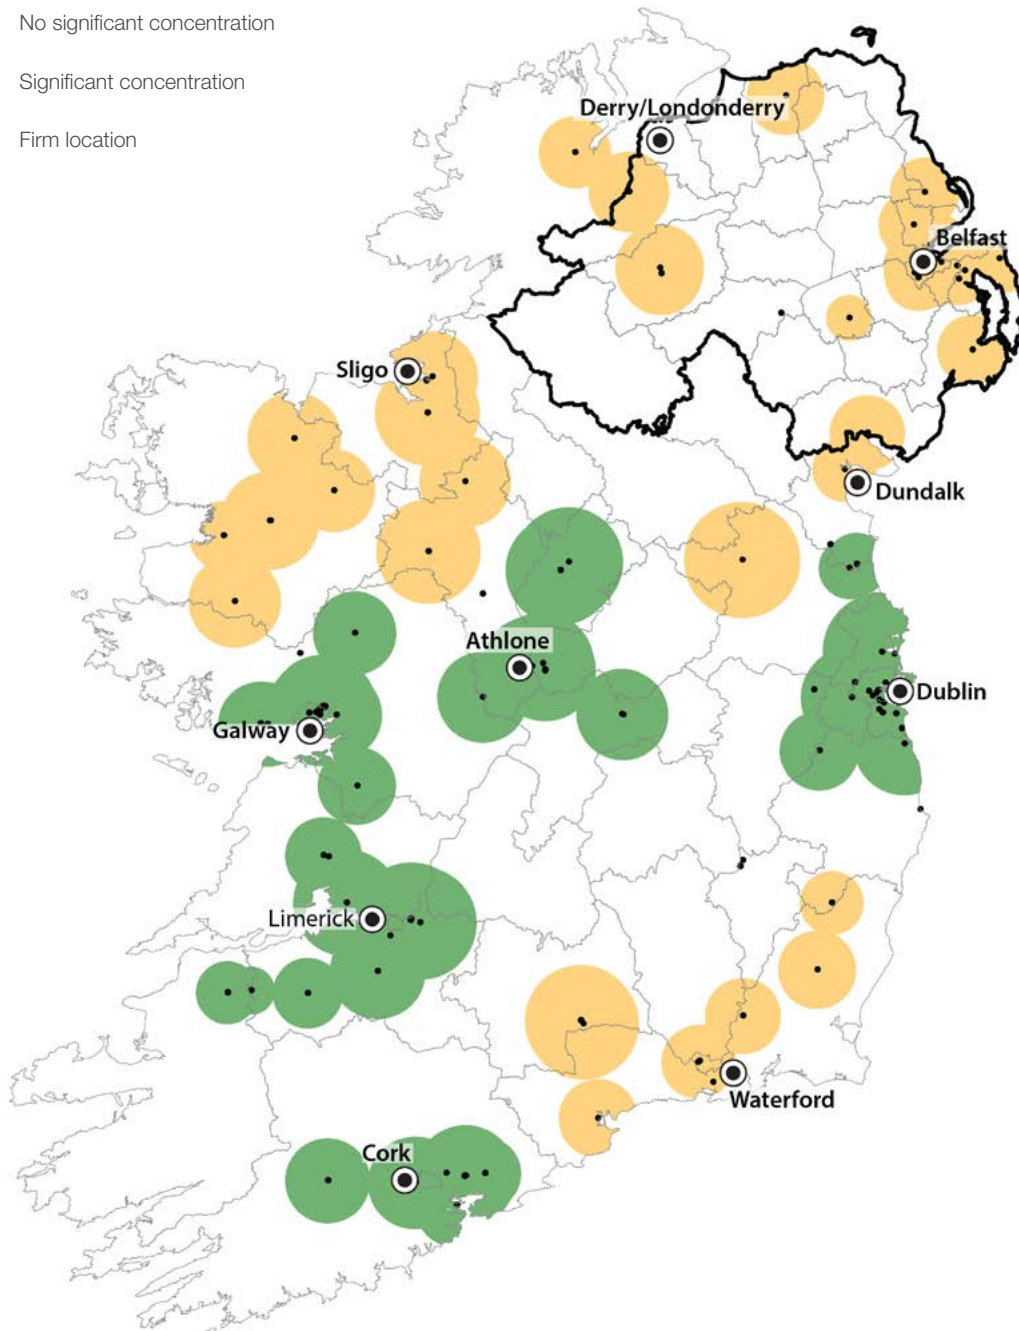 No significant concentration
Significant concentration
Firm location
Derry/Londonderry
Belfast
Sligo
Dundalk
Athlone
Dublin
Galway
Limerick
Waterford
Cork